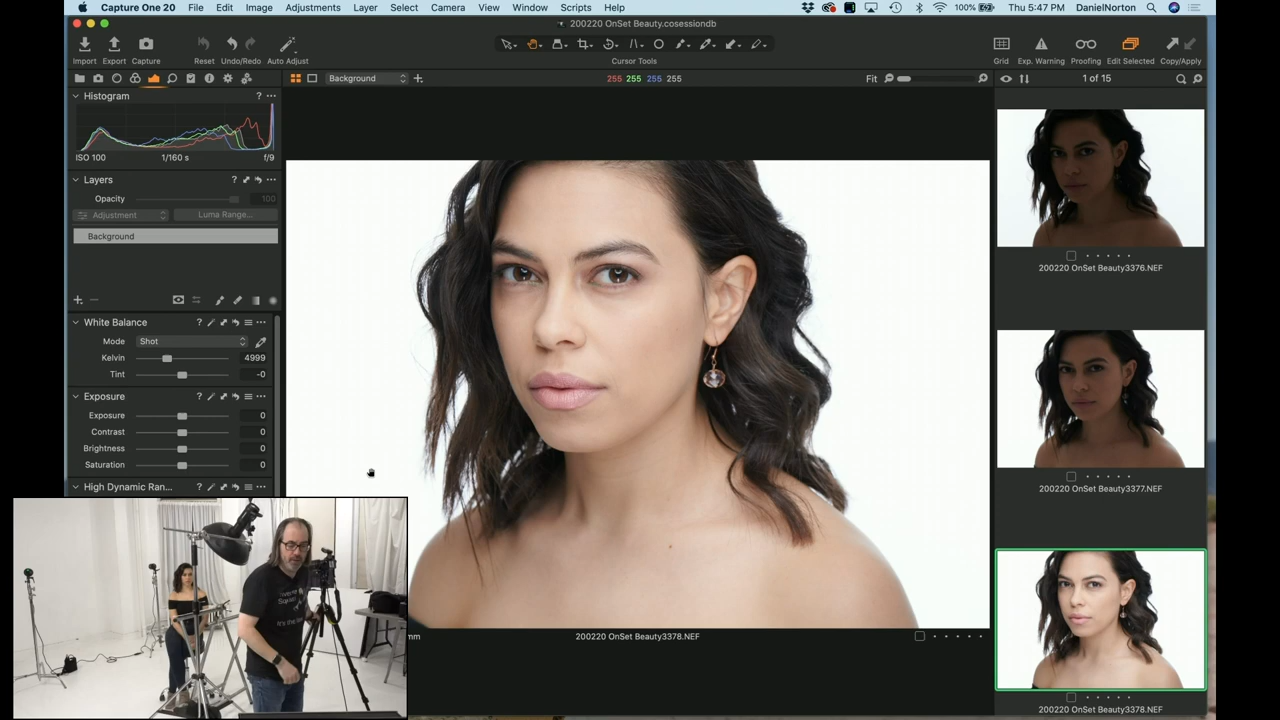 Capture One 20 File Edit Image Adjustments Layer Select Camera View Window Scripts Help 100% Thu 5:47 PM DanielNorton
200220 OnSet Beauty.cosessiondb
Import Export Capture Reset Undo/Redo Auto Adjust Cursor Tools Grid Exp. Warning Proofing Edit Selected Copy/Apply
Background 255 255 255 255 Fit 1 of 15
Histogram ? ...
ISO 100 1/160 s f/9
Layers ? ...
Opacity 100
Adjustment Luma Range...
Background
White Balance ? ...
Mode Shot
Kelvin 4999
Tint -0
Exposure ? ...
Exposure 0
Contrast 0
Brightness 0
Saturation 0
High Dynamic Ran... ? ...
mm 200220 OnSet Beauty3378.NEF
200220 OnSet Beauty3376.NEF
200220 OnSet Beauty3377.NEF
200220 OnSet Beauty3378.NEF